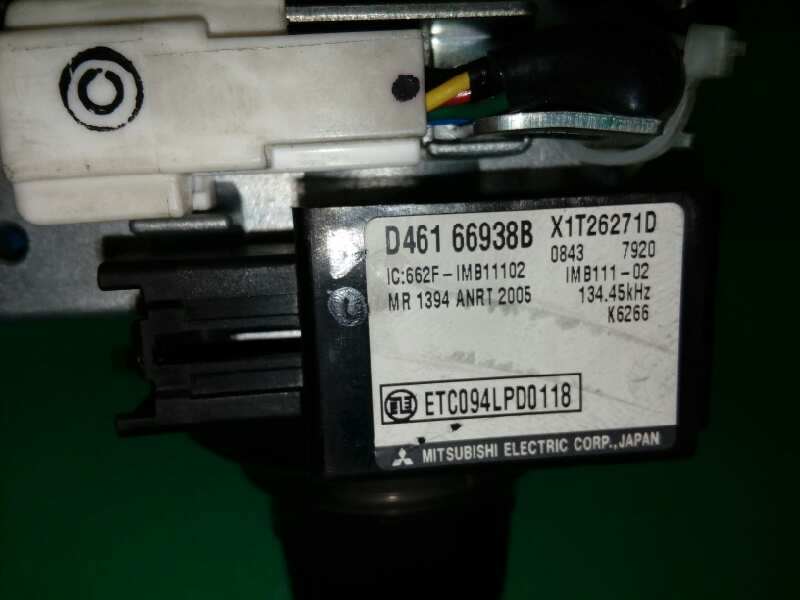 D461 66938B X1T26271D
0843 7920
IC:662F-IMB11102 IMB111-02
MR 1394 ANRT 2005 134.45kHz
K6266
ETC094LPD0118
MITSUBISHI ELECTRIC CORP., JAPAN